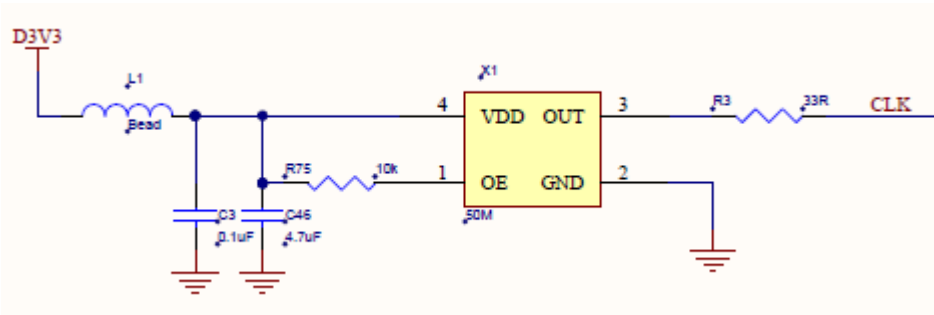 D3V3
L1
Bead
X1
4
VDD
OUT
3
R3
33R
CLK
R75
10k
1
OE
GND
2
50M
C3
0.1uF
C46
4.7uF